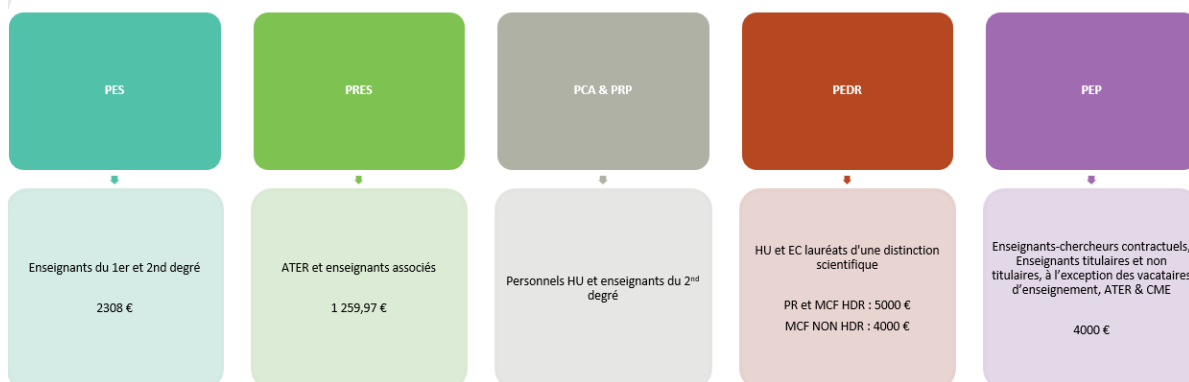 PES
PRES
PCA & PRP
PEDR
PEP
Enseignants du 1er et 2nd degré
2308 €
ATER et enseignants associés
1 259,97 €
Personnels HU et enseignants du 2nd
degré
HU et EC lauréats d'une distinction
scientifique
PR et MCF HDR : 5000 €
MCF NON HDR : 4000 €
Enseignants-chercheurs contractuels,
Enseignants titulaires et non
titulaires, à l'exception des vacataires
d'enseignement, ATER & CME
4000 €